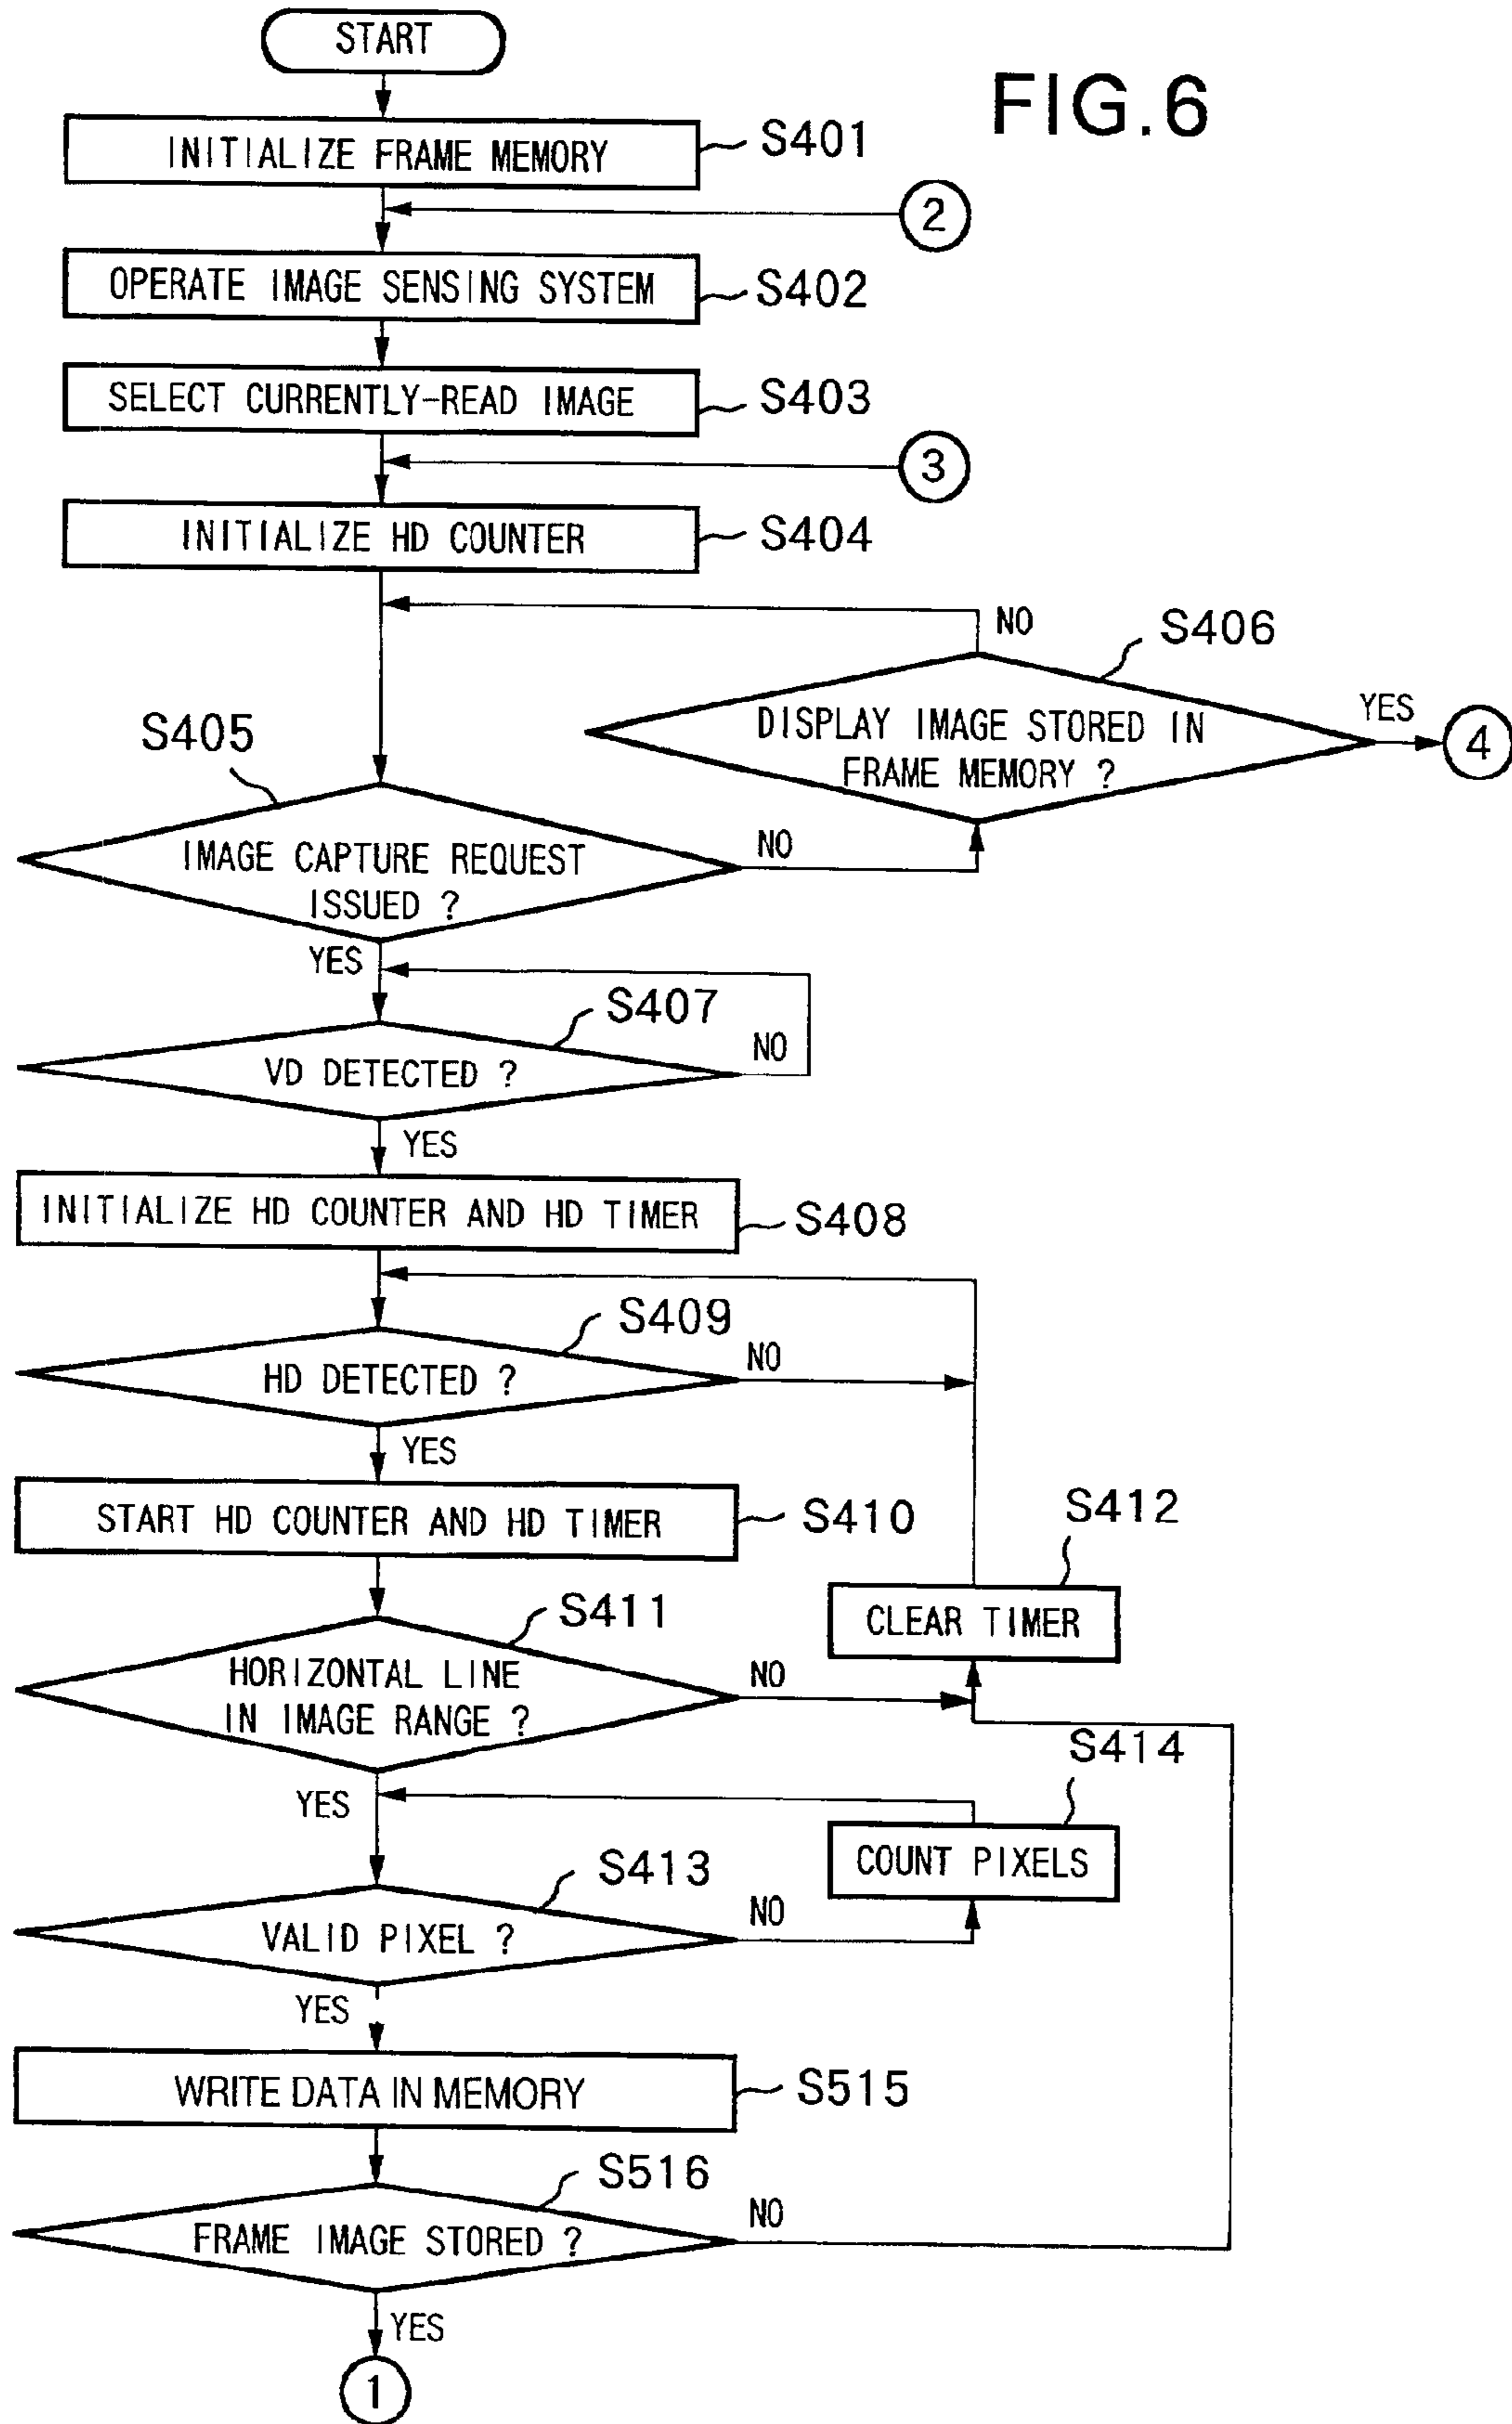 START
FIG.6
INITIALIZE FRAME MEMORY
S401
2
OPERATE IMAGE SENSING SYSTEM
S402
SELECT CURRENTLY-READ IMAGE
S403
3
INITIALIZE HD COUNTER
S404
NO
S406
DISPLAY IMAGE STORED IN
FRAME MEMORY ?
YES
4
S405
IMAGE CAPTURE REQUEST
ISSUED ?
NO
YES
S407
VD DETECTED ?
NO
YES
INITIALIZE HD COUNTER AND HD TIMER
S408
S409
HD DETECTED ?
NO
YES
START HD COUNTER AND HD TIMER
S410
S412
CLEAR TIMER
S411
HORIZONTAL LINE
IN IMAGE RANGE ?
NO
YES
S414
COUNT PIXELS
S413
VALID PIXEL ?
NO
YES
WRITE DATA IN MEMORY
S515
S516
FRAME IMAGE STORED ?
NO
YES
1